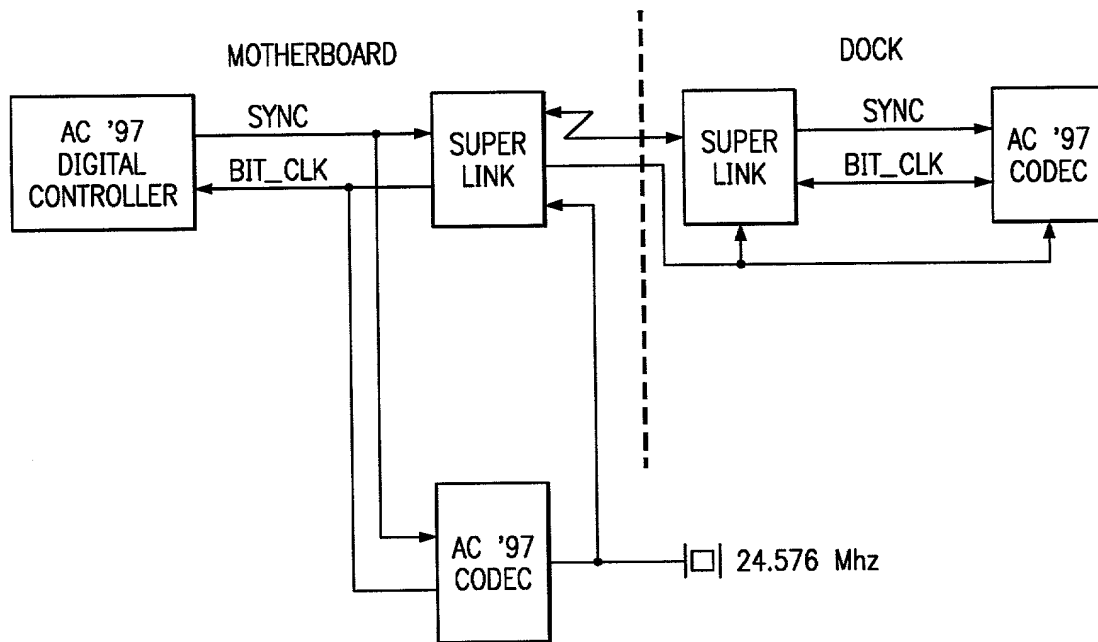 MOTHERBOARD
DOCK
AC '97
DIGITAL
CONTROLLER
SYNC
BIT_CLK
SUPER
LINK
SUPER
LINK
SYNC
BIT_CLK
AC '97
CODEC
AC '97
CODEC
24.576 Mhz